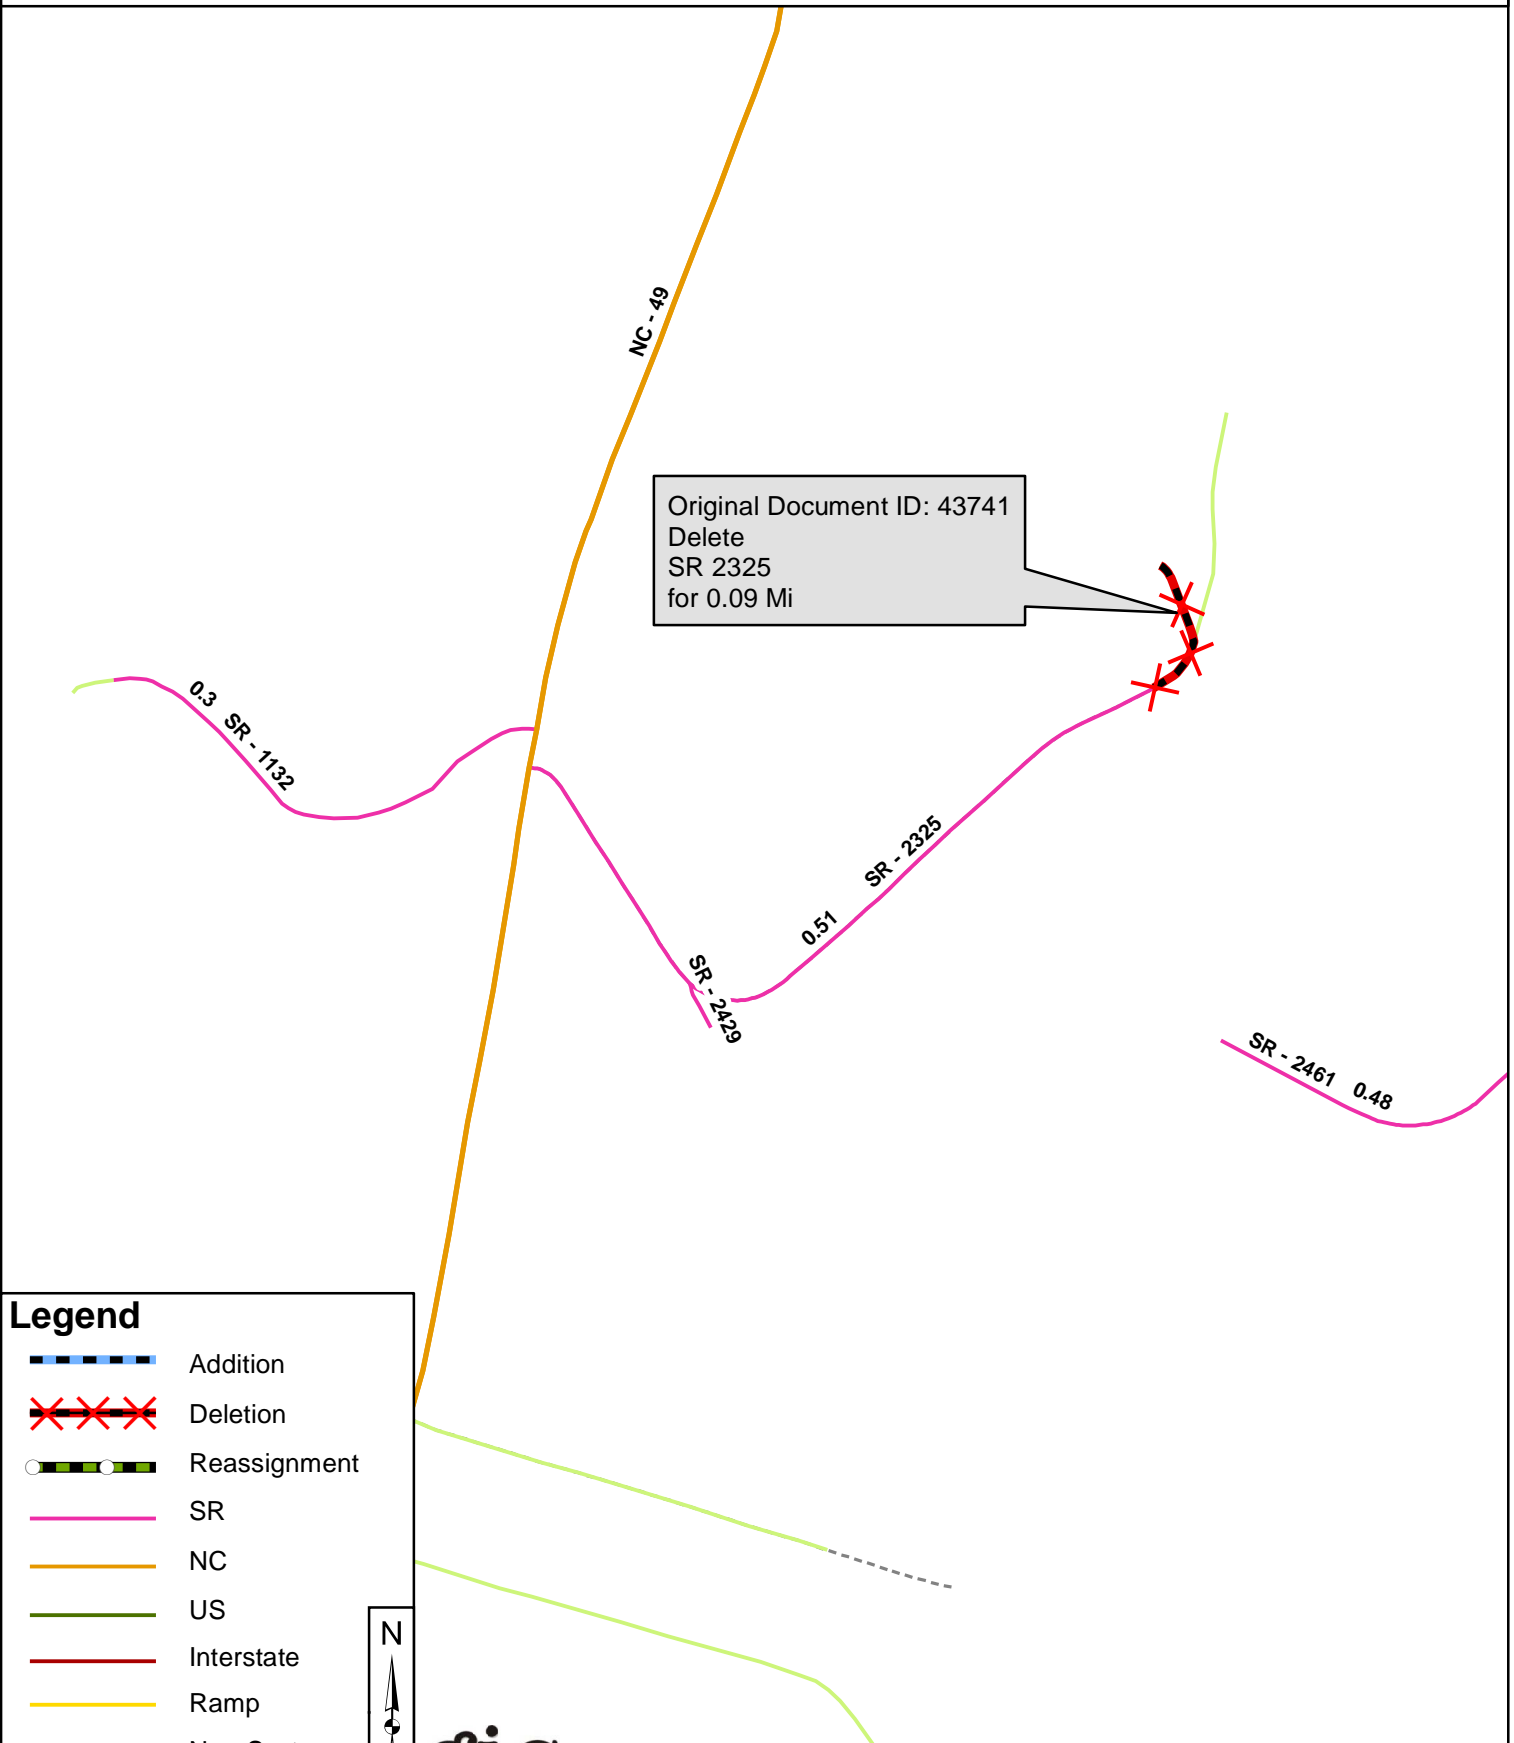 NC - 49
Original Document ID: 43741
Delete
SR 2325
for 0.09 Mi
0.3 SR - 1132
SR - 2325
0.51
SR - 2429
SR - 2461 0.48
Legend
Addition
Deletion
Reassignment
SR
NC
US
Interstate
Ramp
N